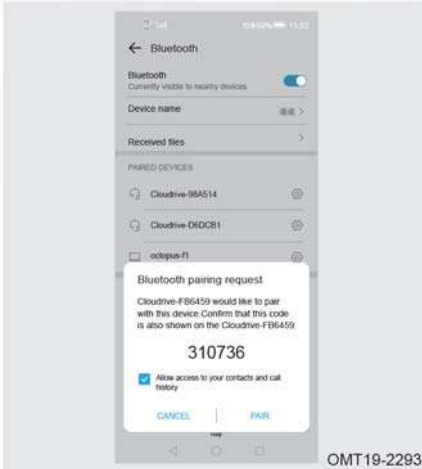 Bluetooth
Bluetooth
Currently visible to nearby devices
Device name
Received files
PAIRED DEVICES
Cloudrive-98A514
Cloudrive-D6DCB1
octopus-f1
Bluetooth pairing request
Cloudrive-FB6459 would like to pair
with this device.Confirm that this code
is also shown on the Cloudrive-FB6459
310736
Allow access to your contacts and call
history
CANCEL
PAIR
OMT19-2293